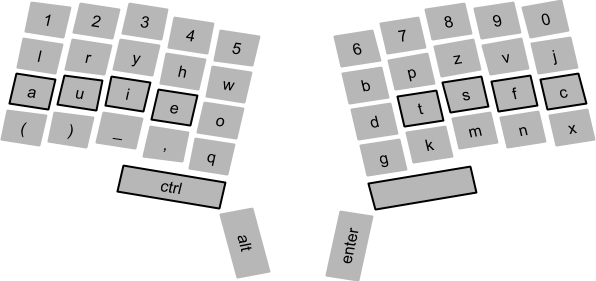 1 2 3 4 5 6 7 8 9 0
l r y h w b p z v j
a u i e o d t s f c
( ) _ , q g k m n x
ctrl
alt enter